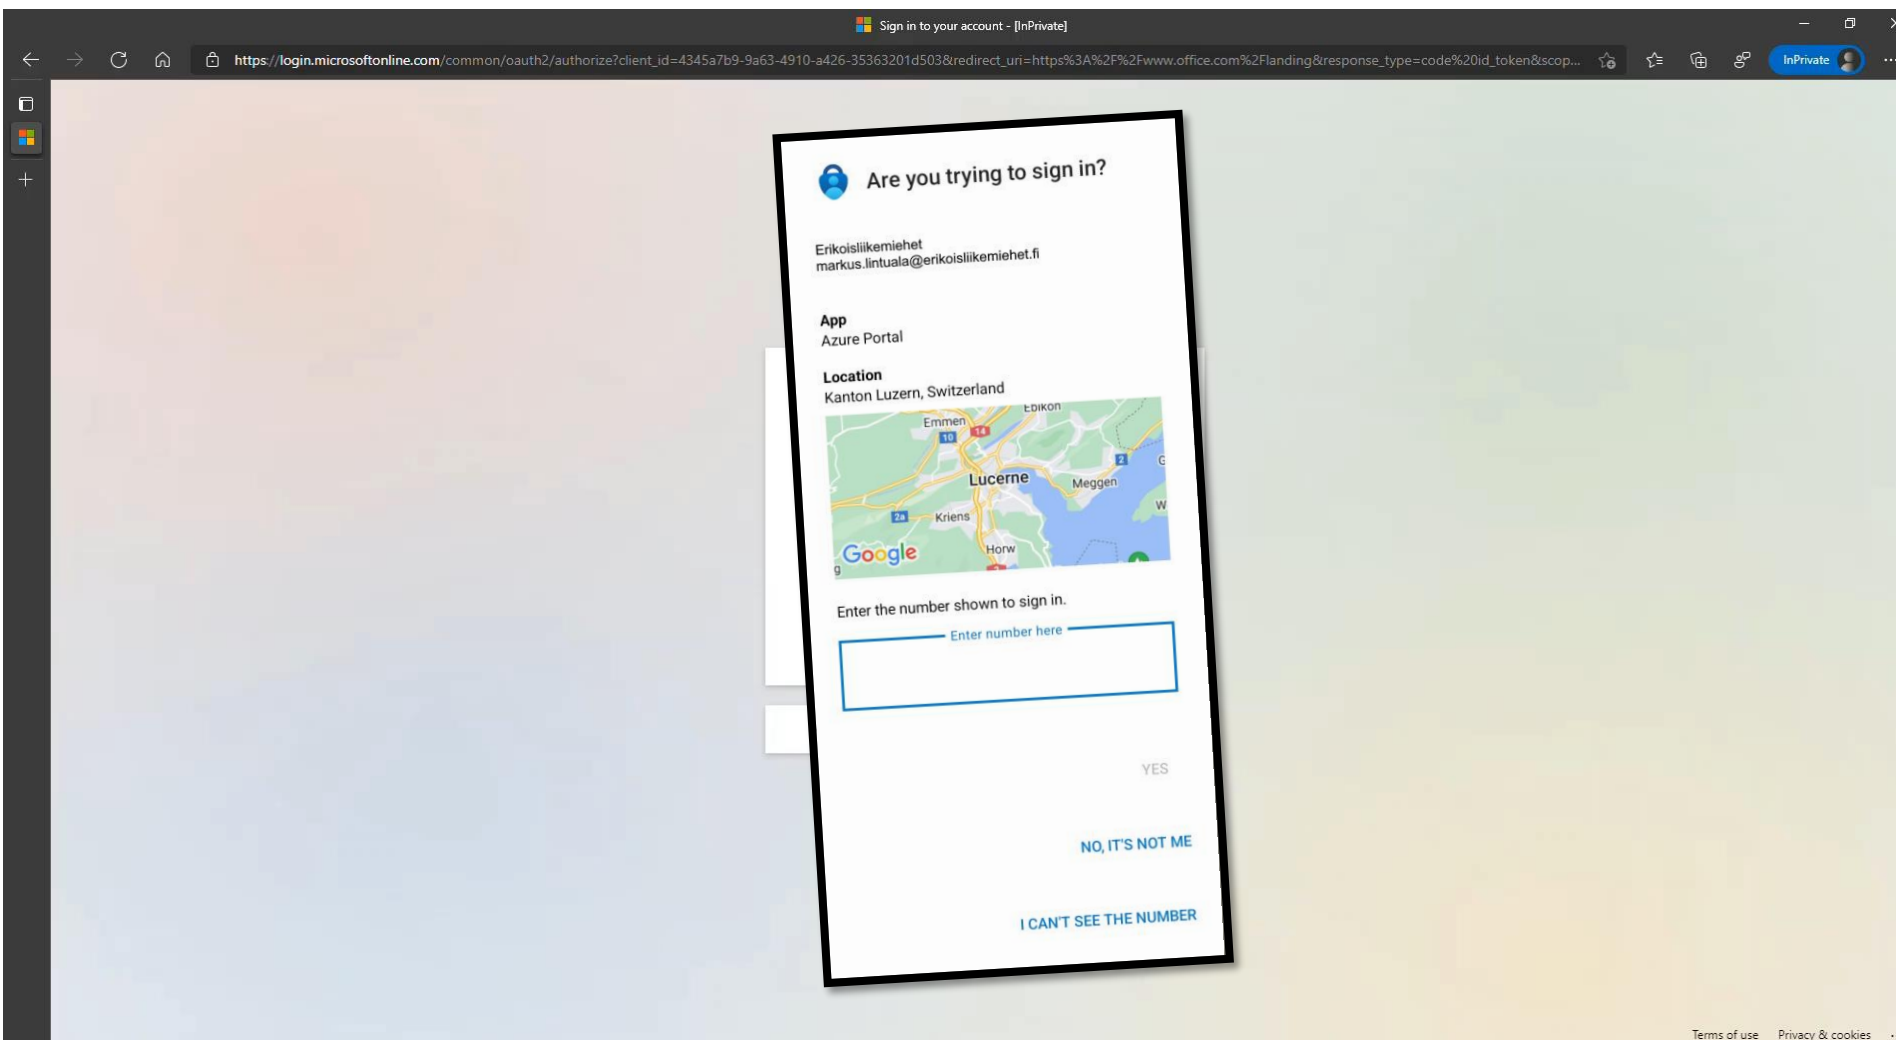 Sign in to your account - [InPrivate]
https://login.microsoftonline.com/common/oauth2/authorize?client_id=4345a7b9-9a63-4910-a426-35363201d503&redirect_uri=https%3A%2F%2Fwww.office.com%2Flanding&response_type=code%20id_token&scop...
InPrivate
Are you trying to sign in?
Erikoisliikemiehet
markus.lintuala@erikoisliikemiehet.fi
App
Azure Portal
Location
Kanton Luzern, Switzerland
Ebikon
Emmen
14
10
2
G
Lucerne
Meggen
W
2a
Kriens
Google
Horw
g
Enter the number shown to sign in.
Enter number here
YES
NO, IT'S NOT ME
I CAN'T SEE THE NUMBER
Terms of use Privacy & cookies